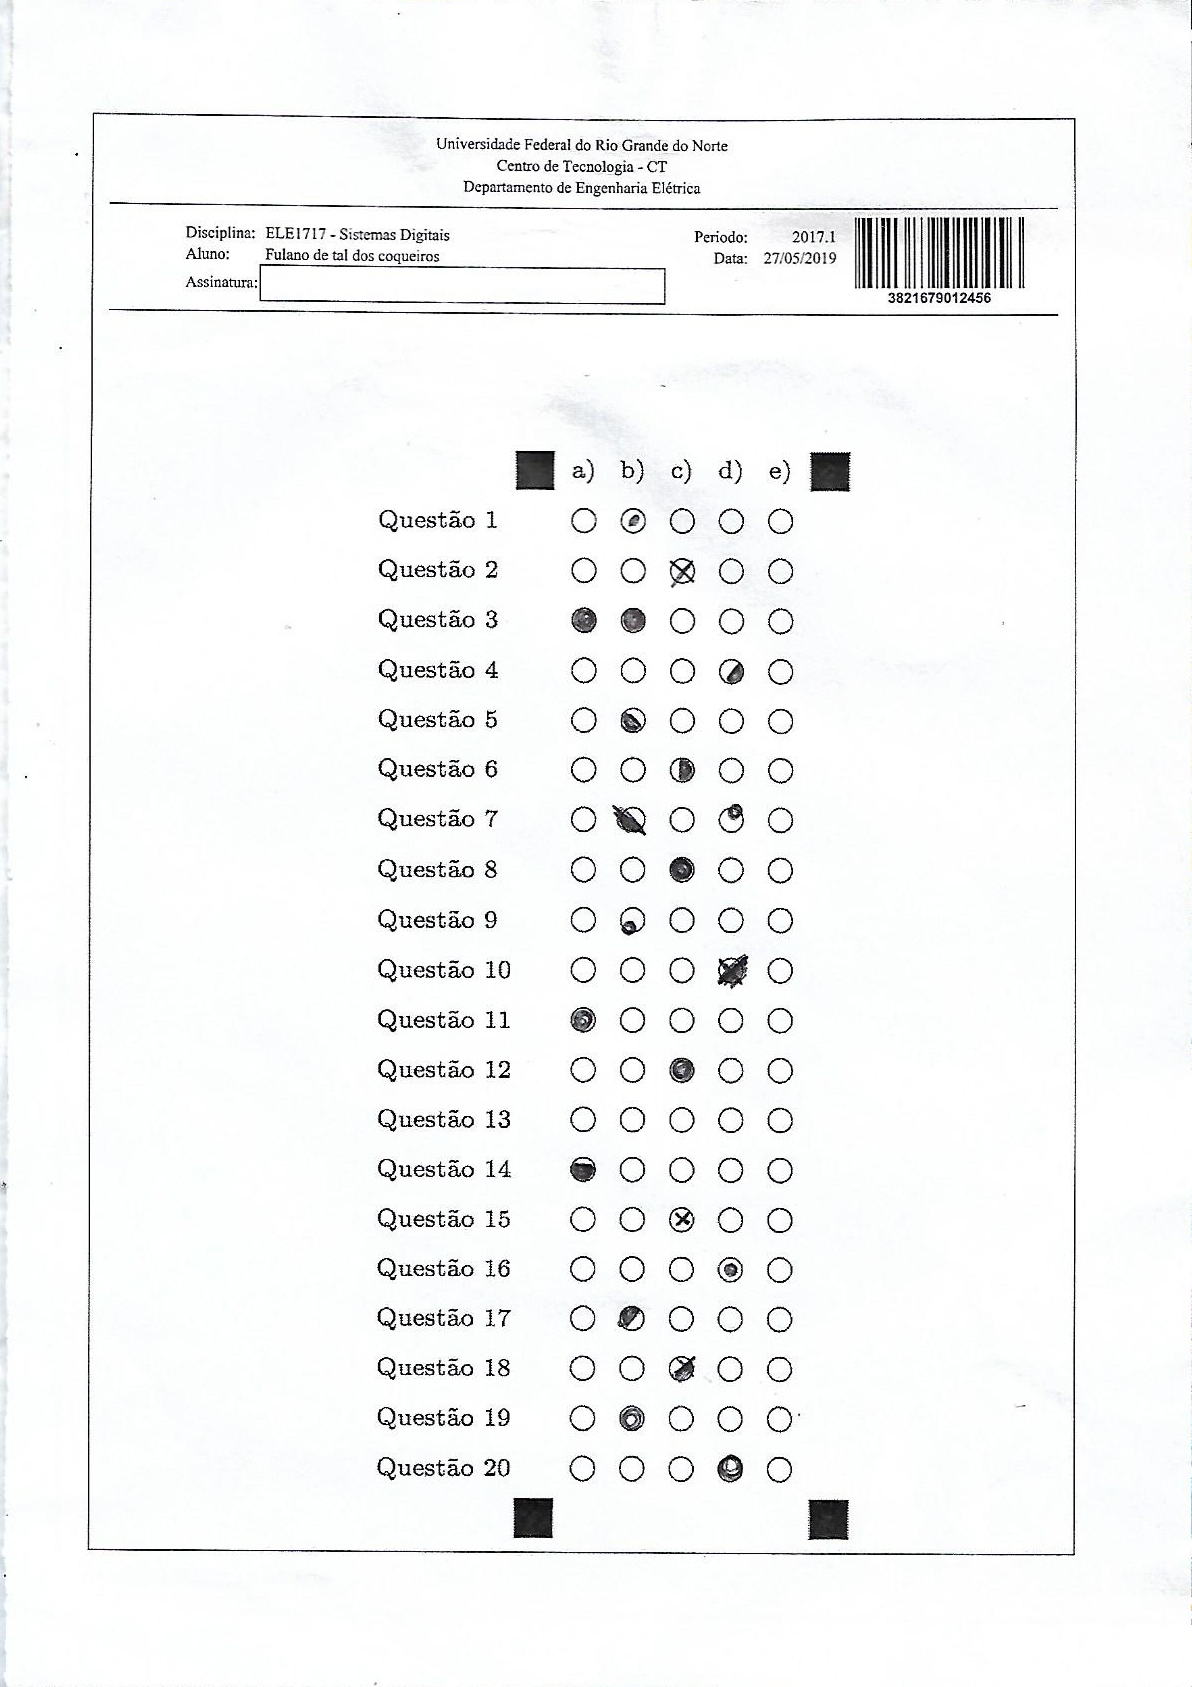 Universidade Federal do Rio Grande do Norte
Centro de Tecnologia - CT
Departamento de Engenharia Elétrica
Disciplina: ELE1717 - Sistemas Digitais
Aluno: Fulano de tal dos coqueiros
Assinatura:
Periodo: 2017.1
Data: 27/05/2019
3821679012456
a) b) c) d) e)
Questão 1
Questão 2
Questão 3
Questão 4
Questão 5
Questão 6
Questão 7
Questão 8
Questão 9
Questão 10
Questão 11
Questão 12
Questão 13
Questão 14
Questão 15
Questão 16
Questão 17
Questão 18
Questão 19
Questão 20